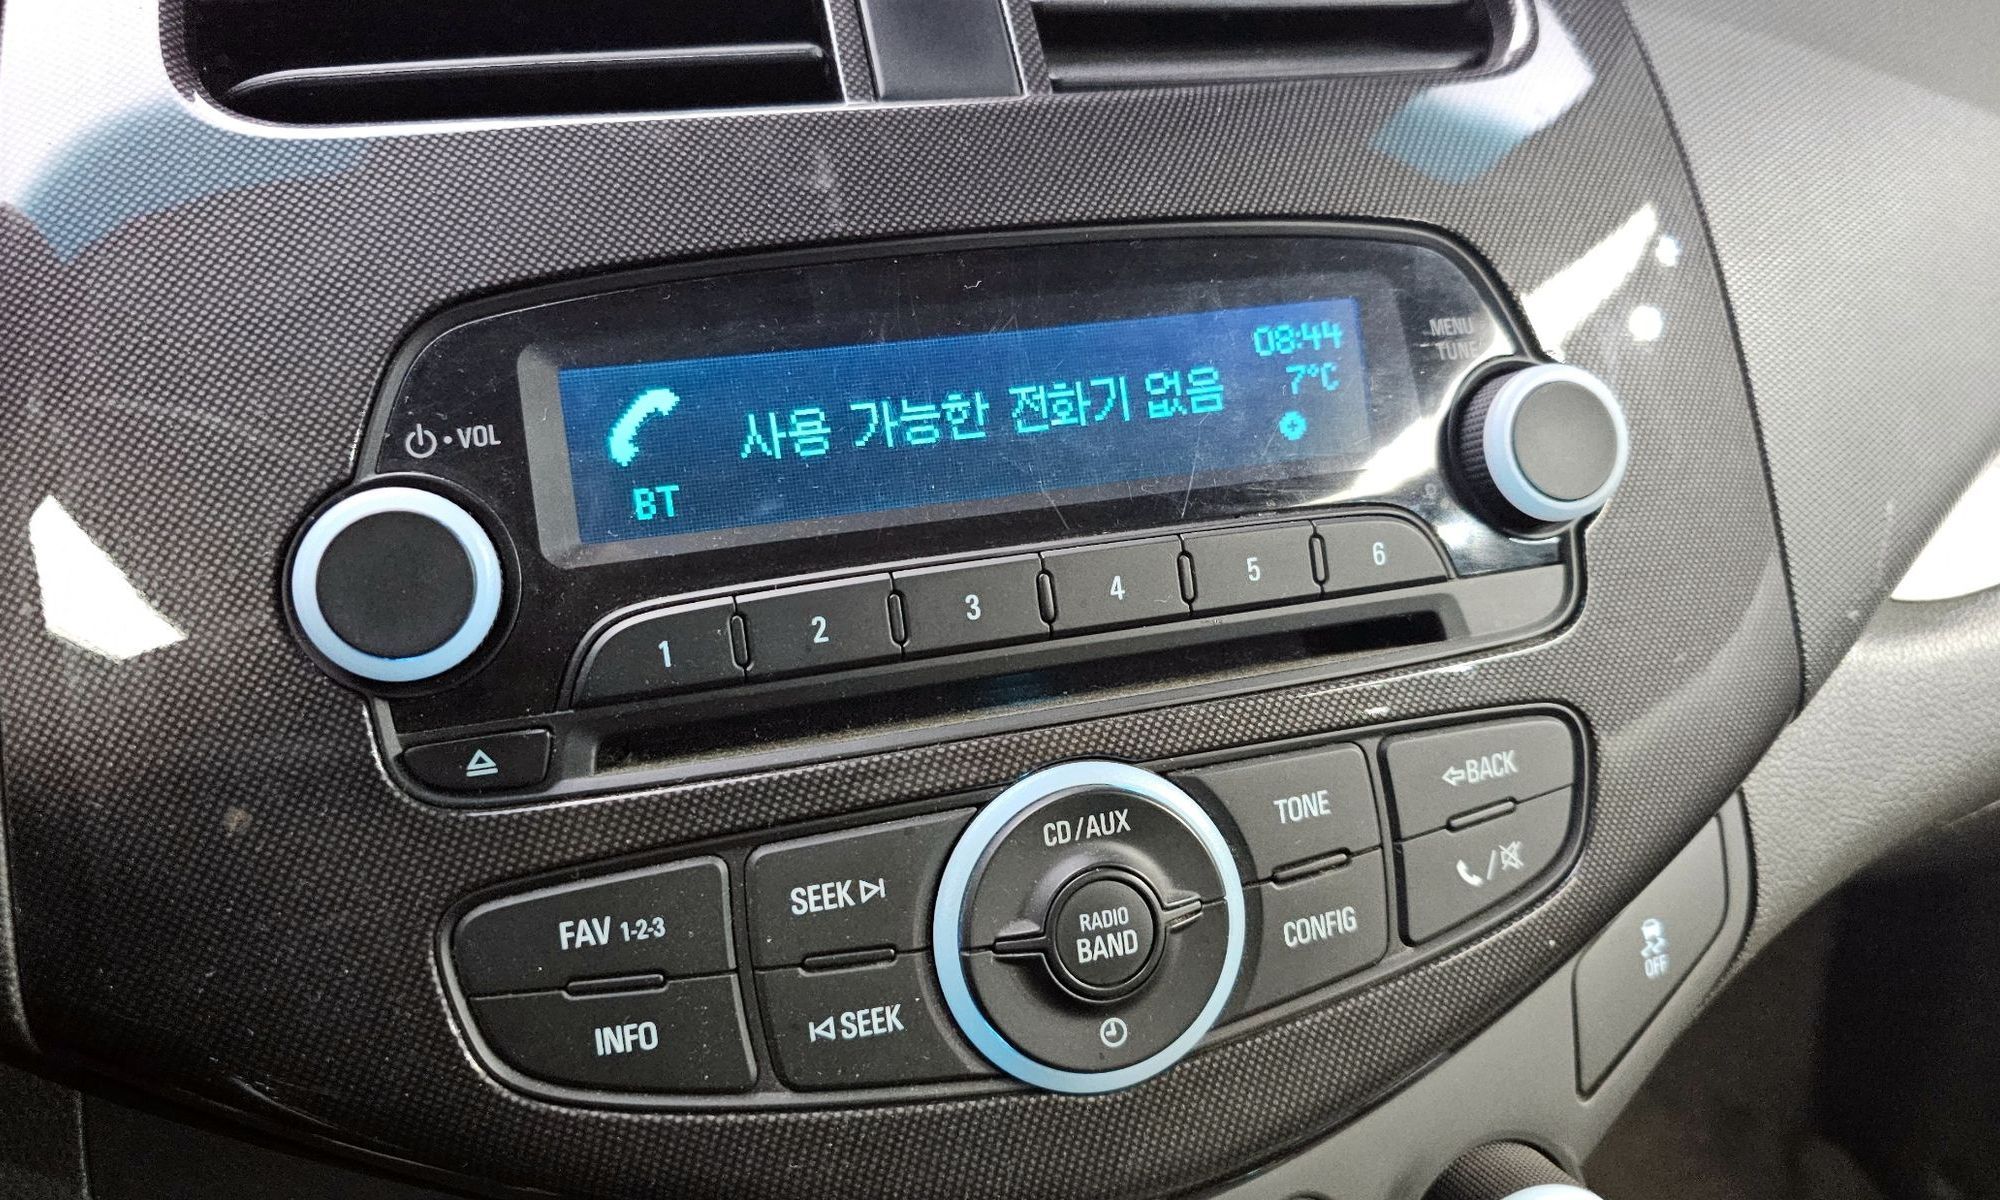 MENU
TUNE
08:44
• VOL
사용 가능한 전화기 없음
7°C
BT
1 2 3 4 5 6
CD/AUX
TONE
BACK
SEEK
FAV 1-2-3
RADIO
BAND
CONFIG
/
INFO
SEEK
OFF